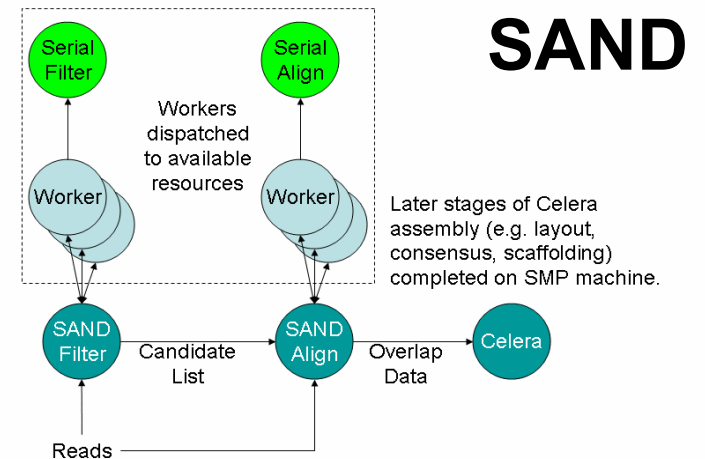 SAND
Serial
Filter
Serial
Align
Workers
dispatched
to available
resources
Worker
Worker
Later stages of Celera
assembly (e.g. layout,
consensus, scaffolding)
completed on SMP machine.
SAND
Filter
Candidate
List
SAND
Align
Overlap
Data
Celera
Reads